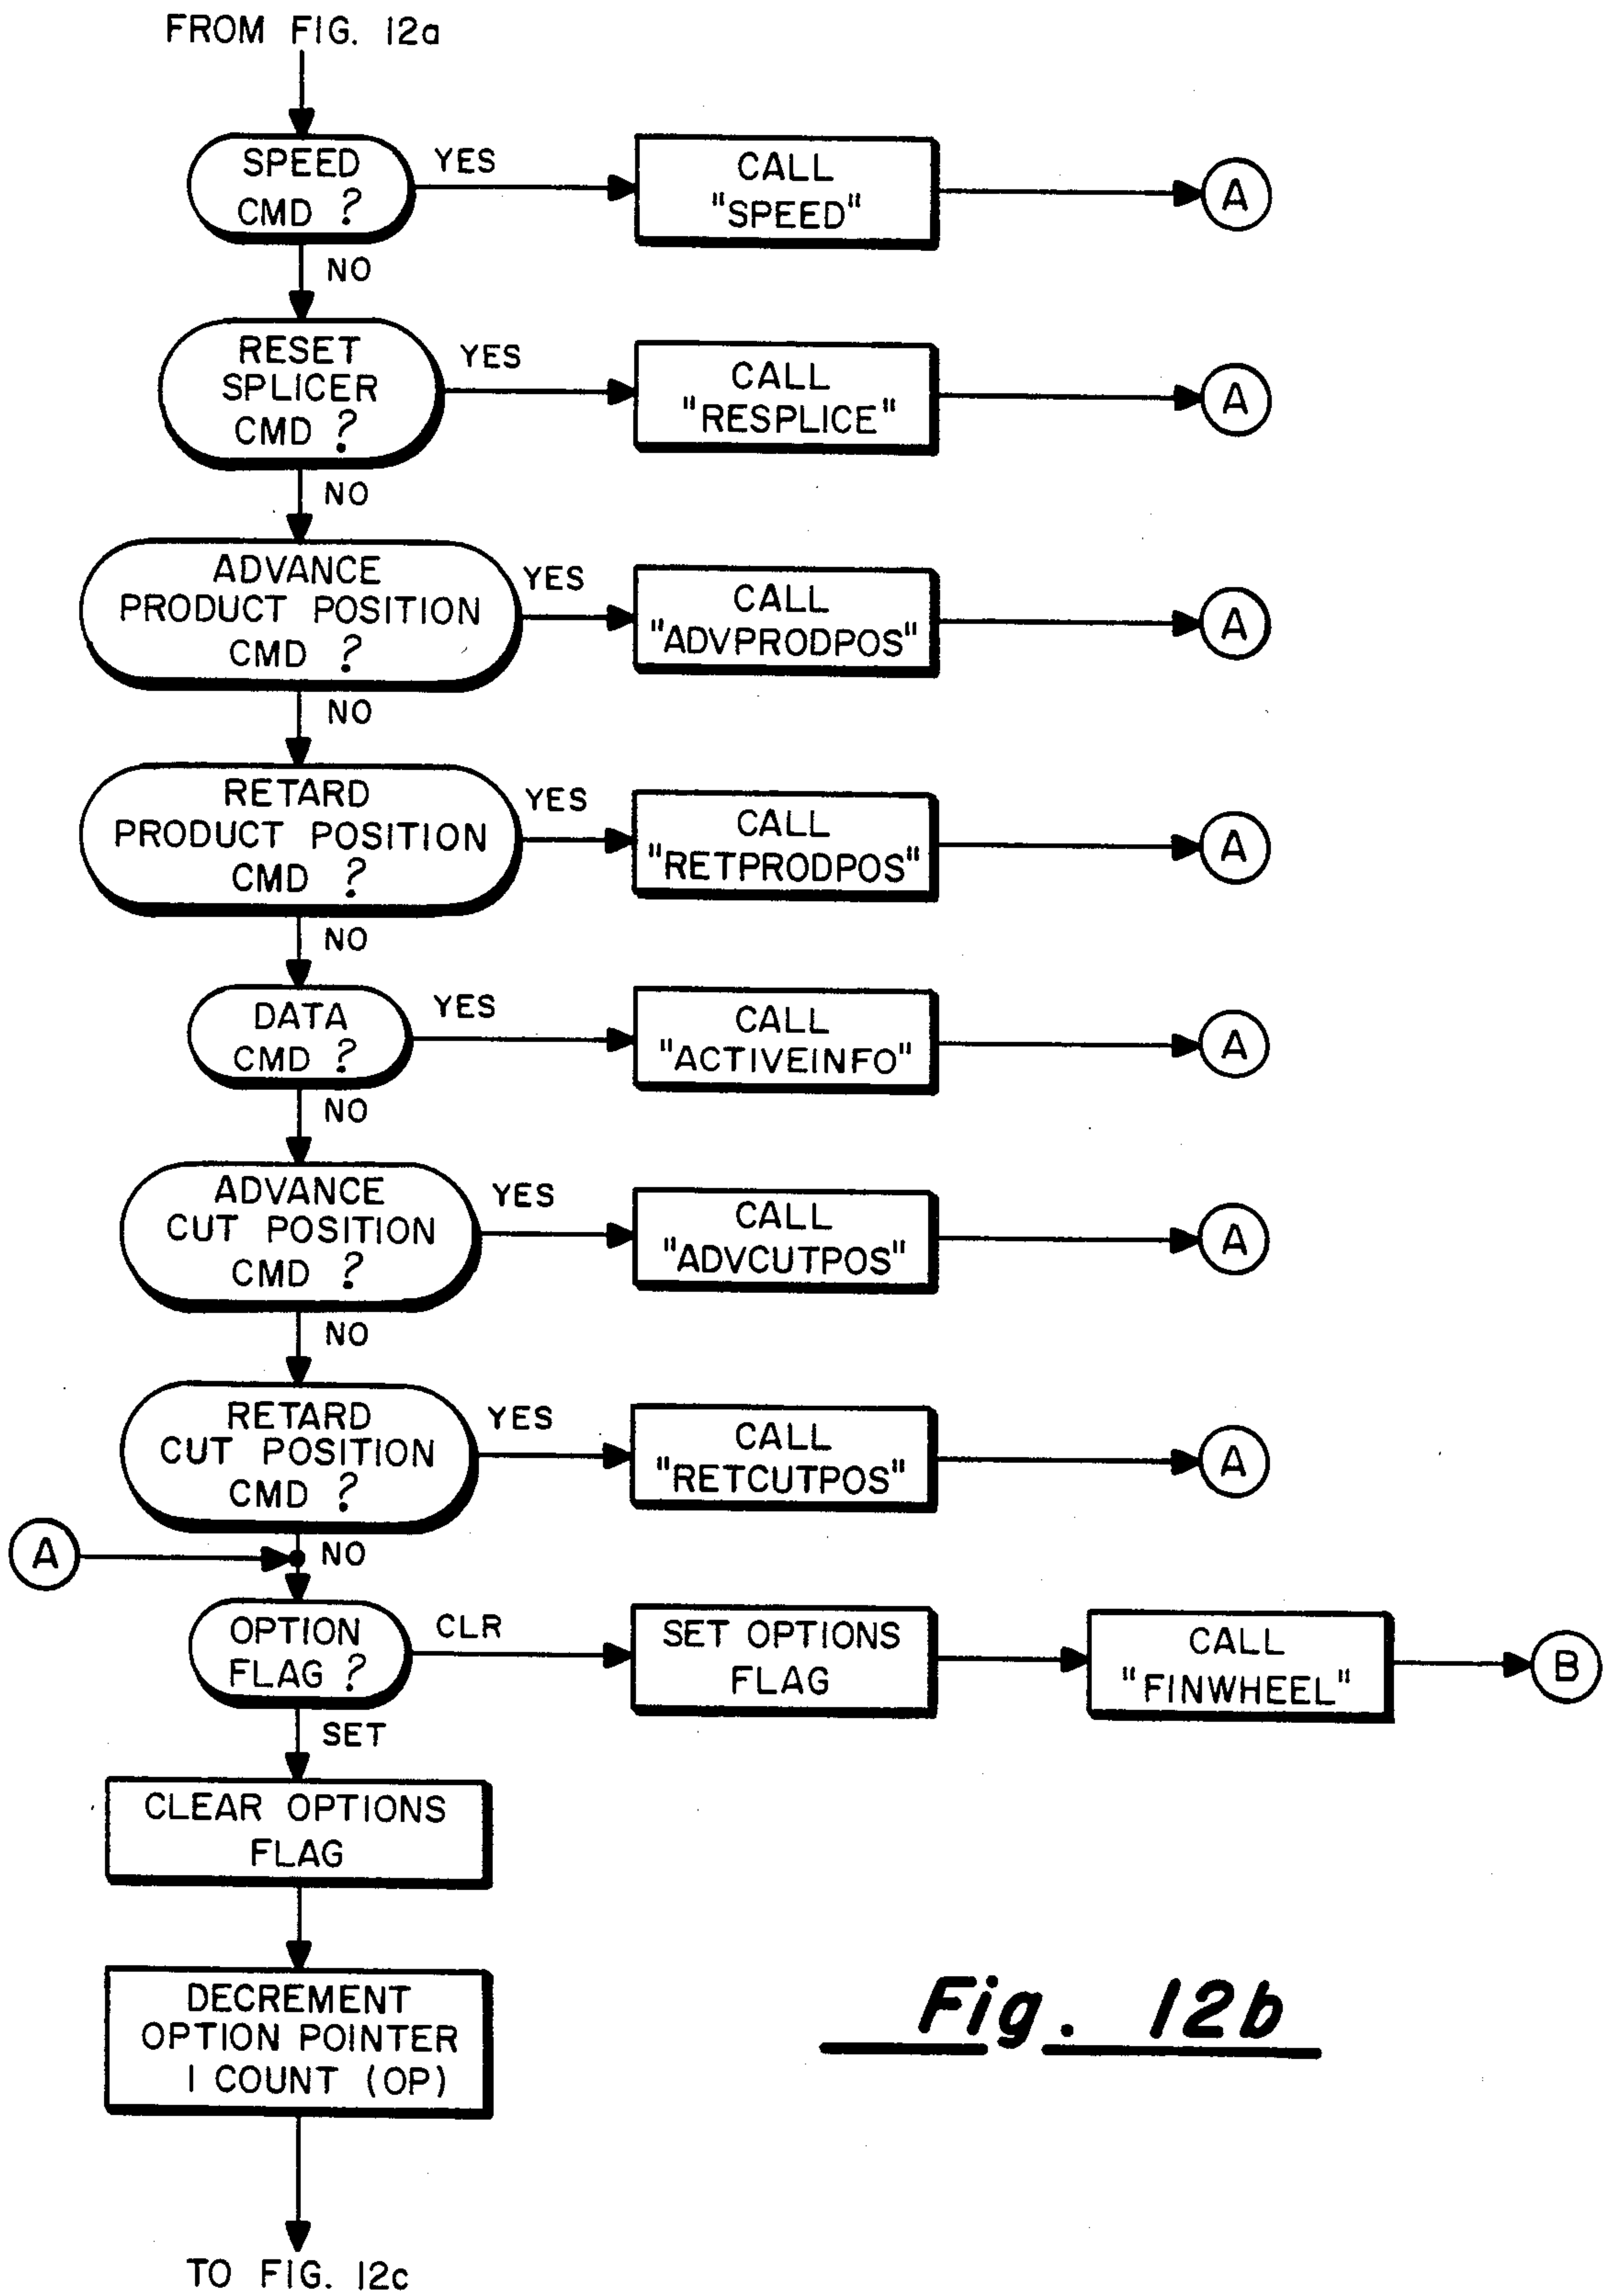 FROM FIG. 12a
SPEED
CMD ?
YES
CALL
"SPEED"
A
NO
RESET
SPLICER
CMD ?
YES
CALL
"RESPLICE"
A
NO
ADVANCE
PRODUCT POSITION
CMD ?
YES
CALL
"ADVPRODPOS"
A
NO
RETARD
PRODUCT POSITION
CMD ?
YES
CALL
"RETPRODPOS"
A
NO
DATA
CMD ?
YES
CALL
"ACTIVEINFO"
A
NO
ADVANCE
CUT POSITION
CMD ?
YES
CALL
"ADVCUTPOS"
A
NO
RETARD
CUT POSITION
CMD ?
YES
CALL
"RETCUTPOS"
A
A
NO
OPTION
FLAG ?
CLR
SET OPTIONS
FLAG
CALL
"FINWHEEL"
B
SET
CLEAR OPTIONS
FLAG
DECREMENT
OPTION POINTER
1 COUNT (OP)
TO FIG. 12c
Fig. 12b